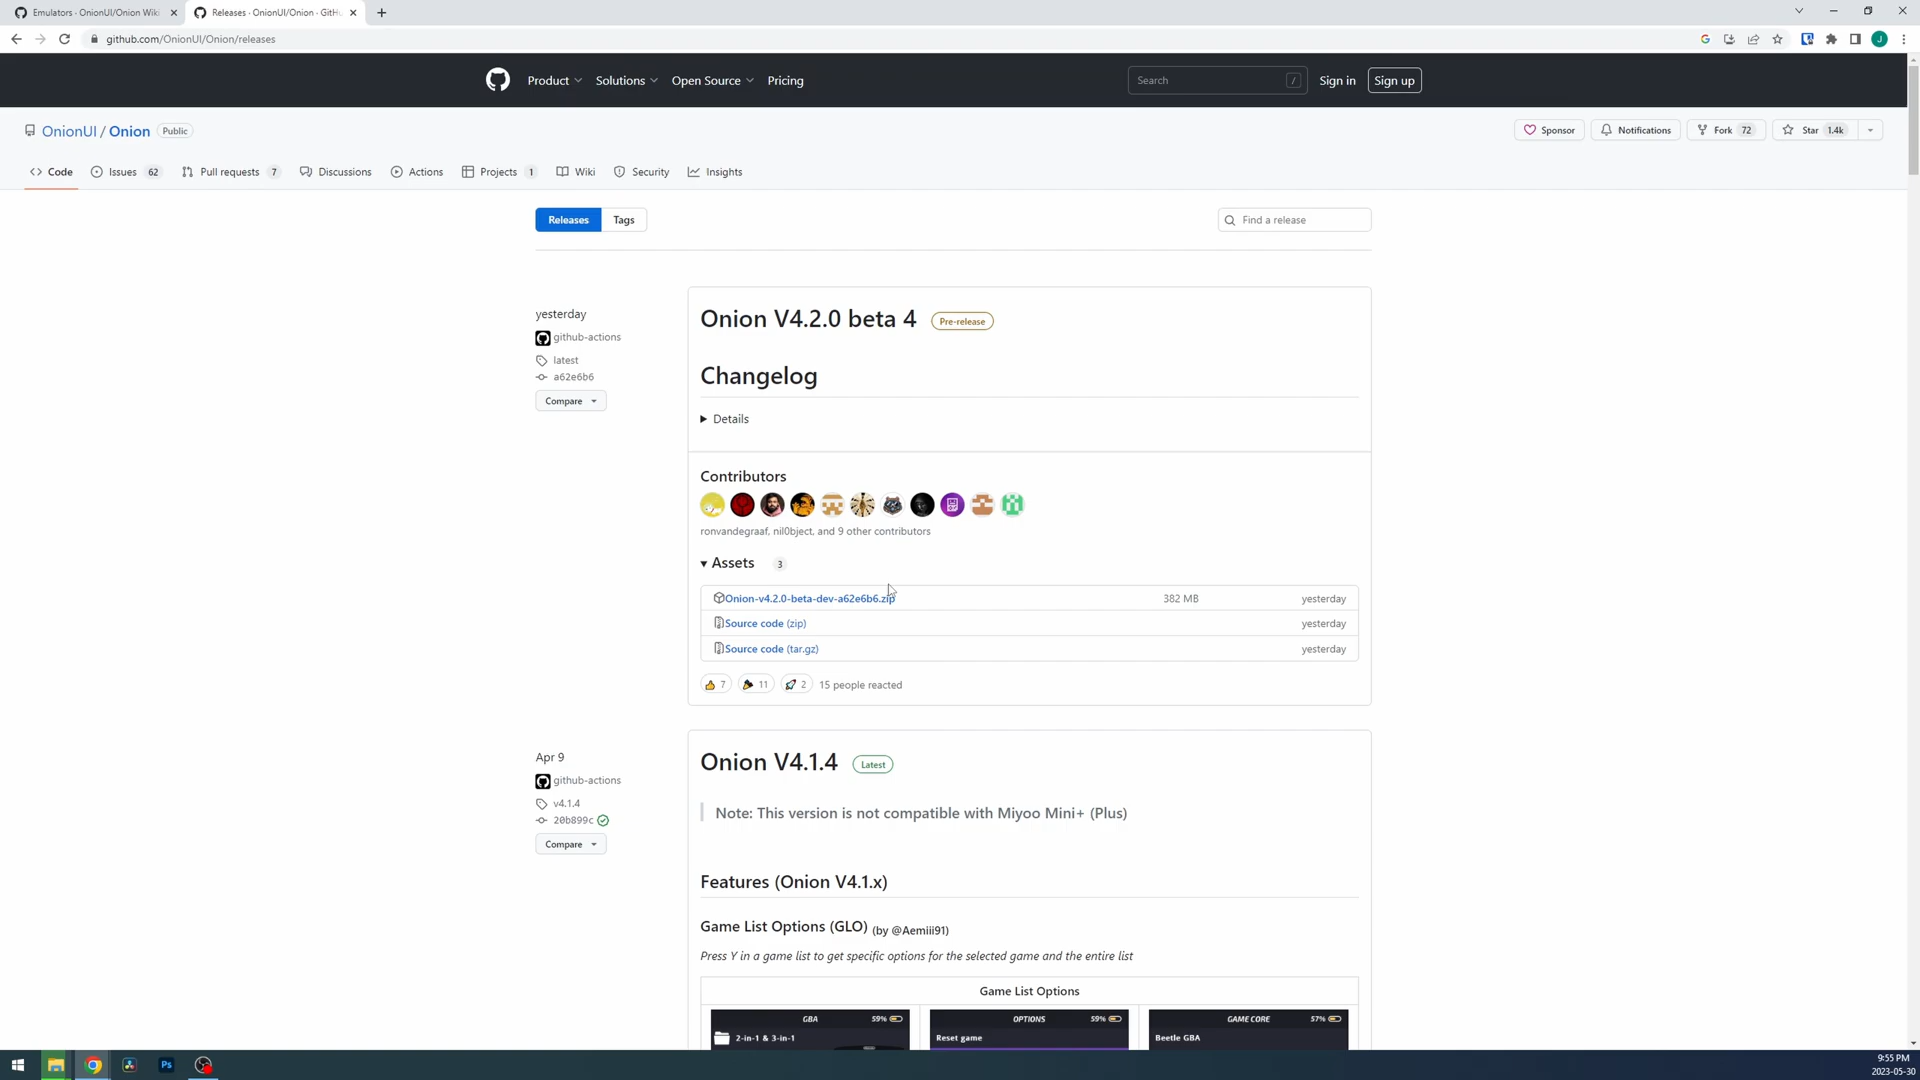 Emulators · OnionUI/Onion Wiki
Releases · OnionUI/Onion · GitHu
github.com/OnionUI/Onion/releases
Product
Solutions
Open Source
Pricing
Search /
Sign in
Sign up
OnionUI / Onion Public
Sponsor
Notifications
Fork 72
Star 1.4k
Code
Issues 62
Pull requests 7
Discussions
Actions
Projects 1
Wiki
Security
Insights
Releases
Tags
Find a release
yesterday
github-actions
latest
a62e6b6
Compare
Onion V4.2.0 beta 4 Pre-release
Changelog
Details
Contributors
ronvandegraaf, nil0bject, and 9 other contributors
Assets 3
Onion-v4.2.0-beta-dev-a62e6b6.zip 382 MB yesterday
Source code (zip) yesterday
Source code (tar.gz) yesterday
7 11 2 15 people reacted
Apr 9
github-actions
v4.1.4
20b899c
Compare
Onion V4.1.4 Latest
Note: This version is not compatible with Miyoo Mini+ (Plus)
Features (Onion V4.1.x)
Game List Options (GLO) (by @Aemiii91)
Press Y in a game list to get specific options for the selected game and the entire list
Game List Options
GBA 59%
2-in-1 & 3-in-1
OPTIONS 59%
Reset game
GAME CORE 57%
Beetle GBA
Ps
9:55 PM
2023-05-30